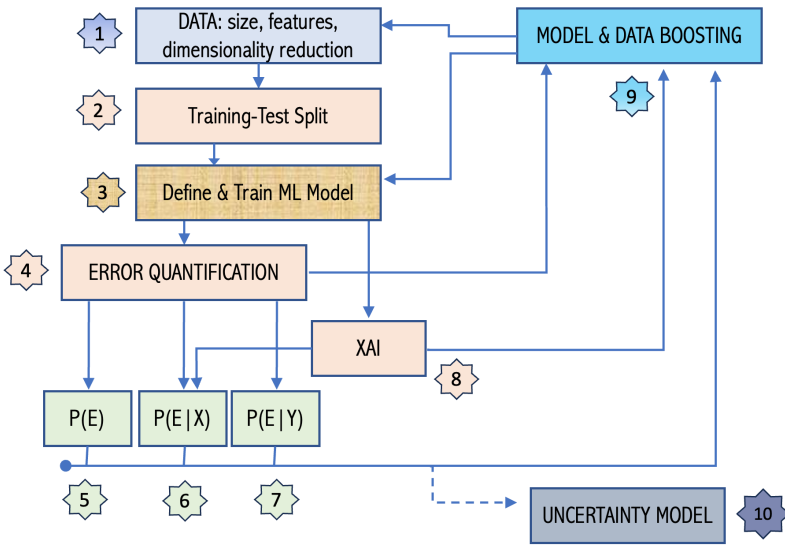 1
DATA: size, features,
dimensionality reduction
MODEL & DATA BOOSTING
9
2
Training-Test Split
3
Define & Train ML Model
4
ERROR QUANTIFICATION
XAI
8
P(E)
P(E|X)
P(E|Y)
5
6
7
UNCERTAINTY MODEL
10